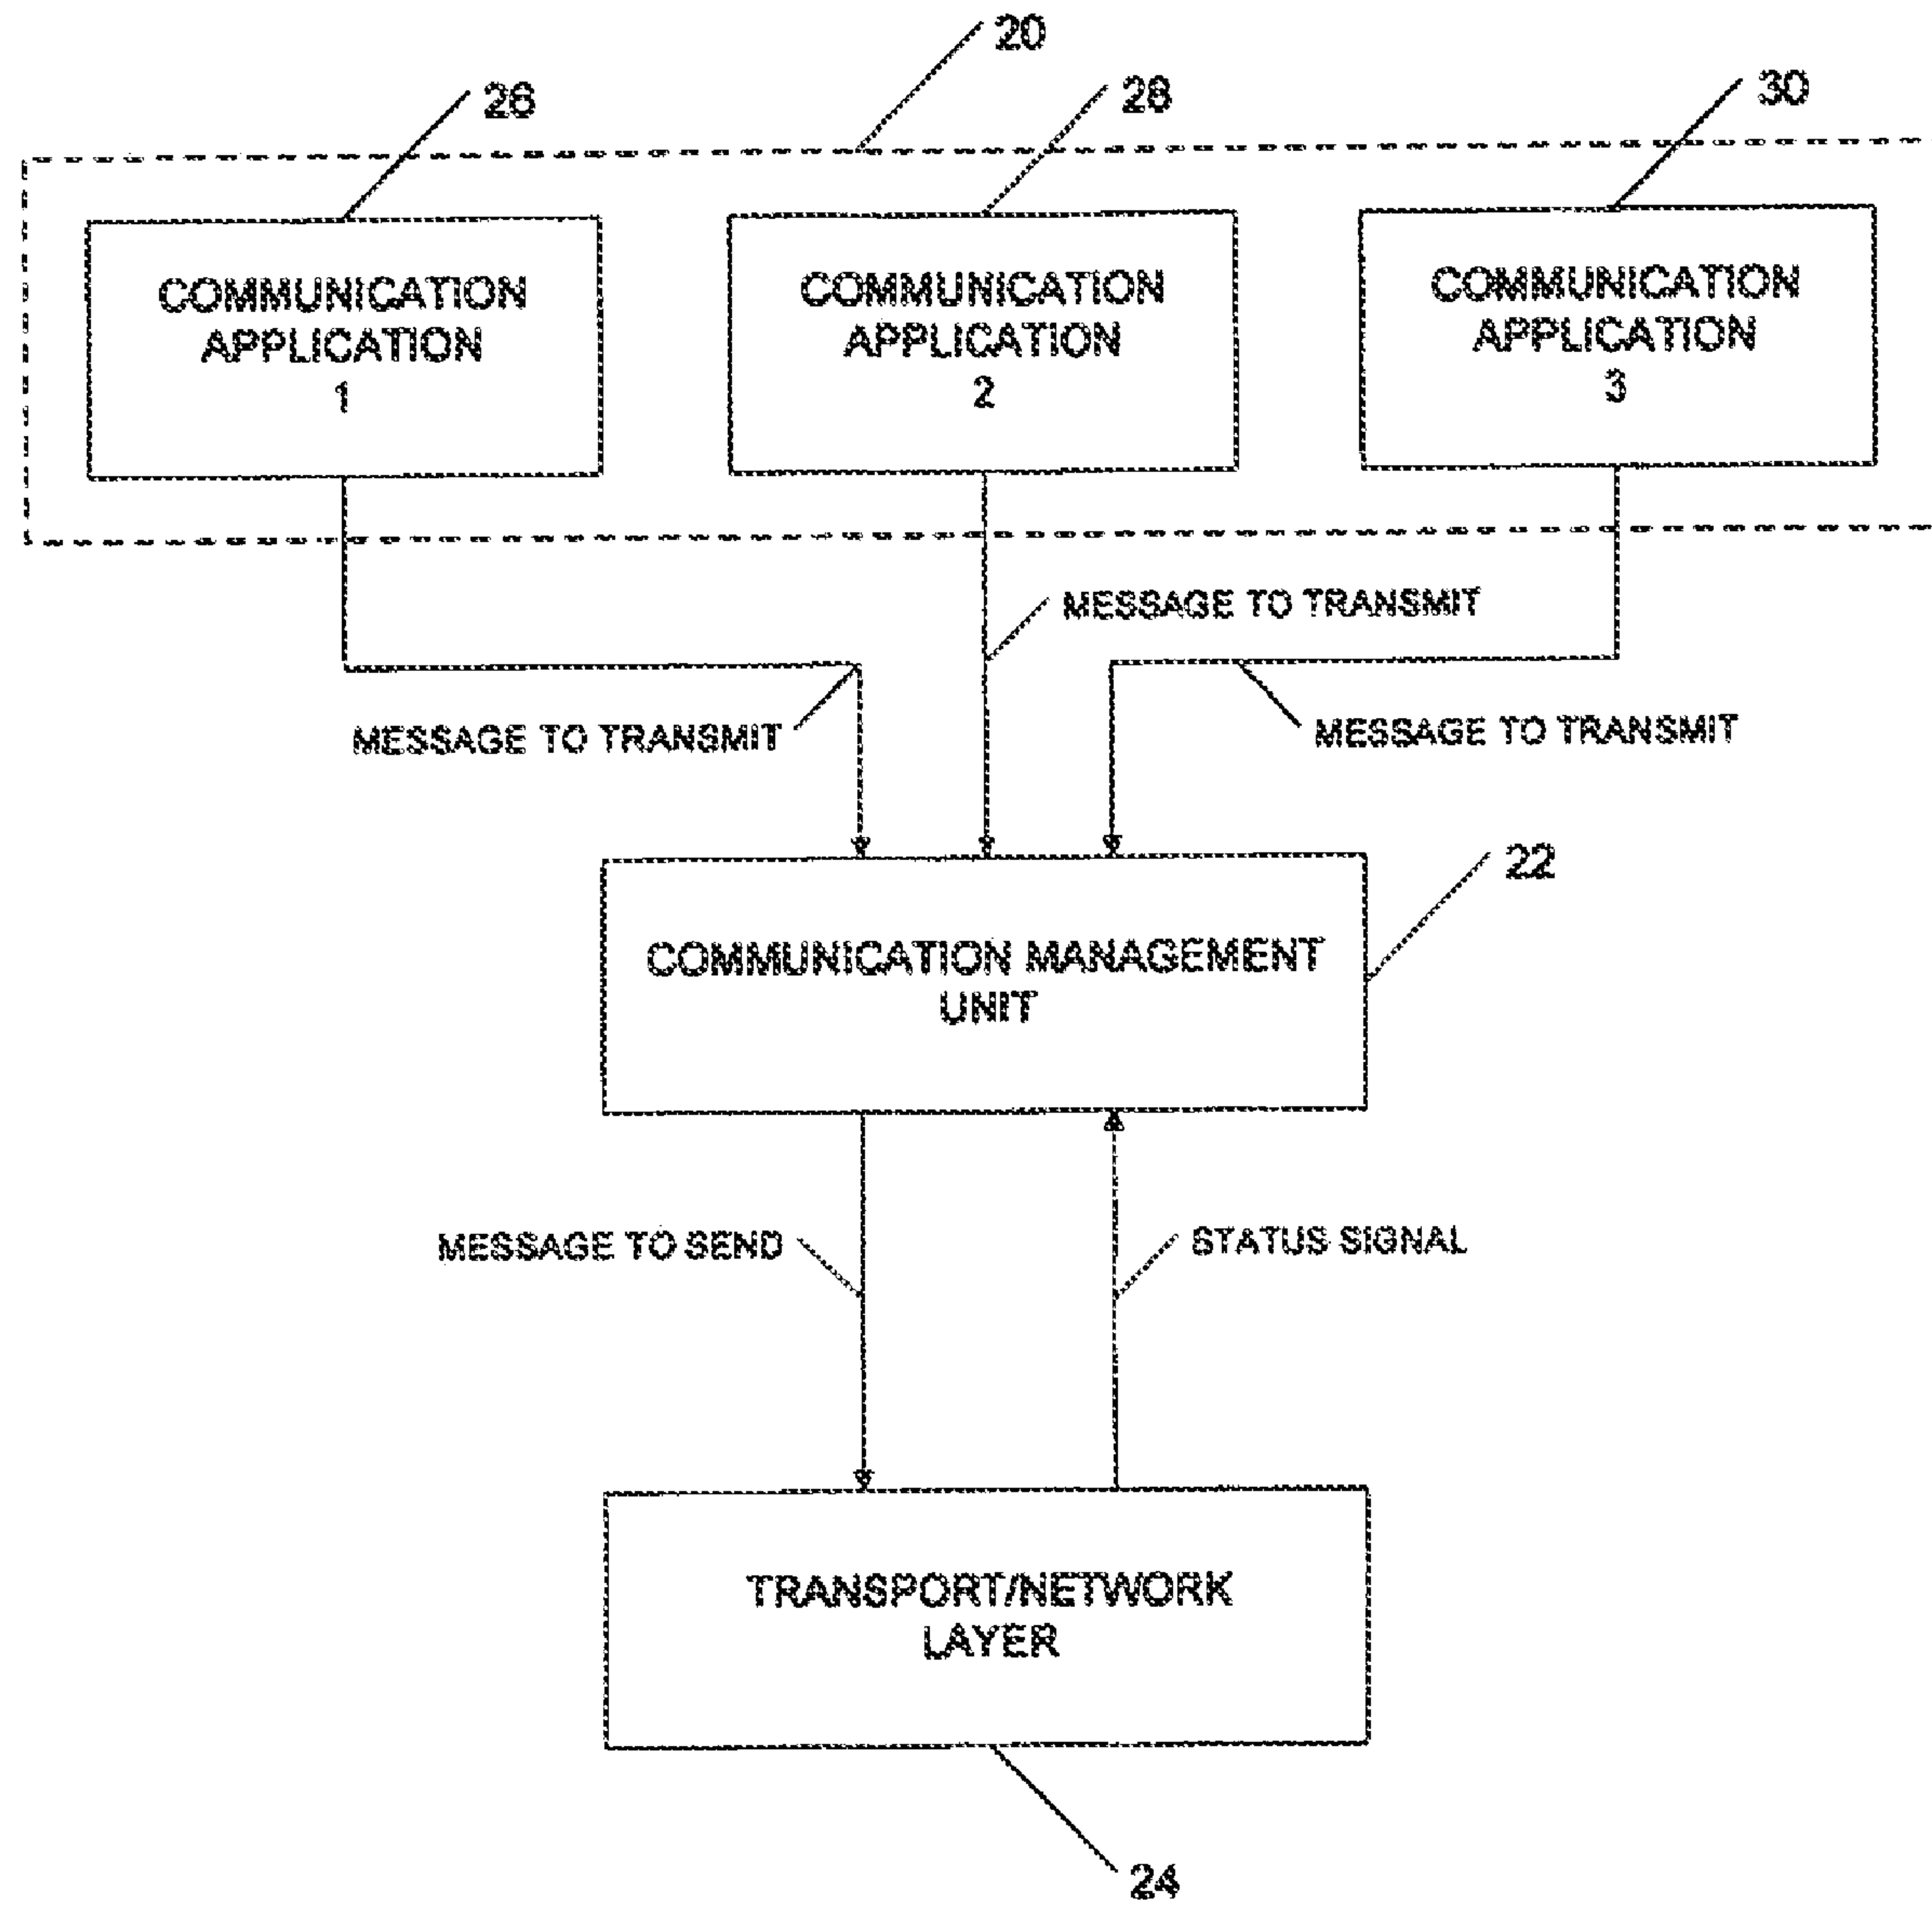 20
26
28
30
COMMUNICATION
APPLICATION
1
COMMUNICATION
APPLICATION
2
COMMUNICATION
APPLICATION
3
MESSAGE TO TRANSMIT
MESSAGE TO TRANSMIT
MESSAGE TO TRANSMIT
22
COMMUNICATION MANAGEMENT
UNIT
MESSAGE TO SEND
STATUS SIGNAL
TRANSPORT/NETWORK
LAYER
24